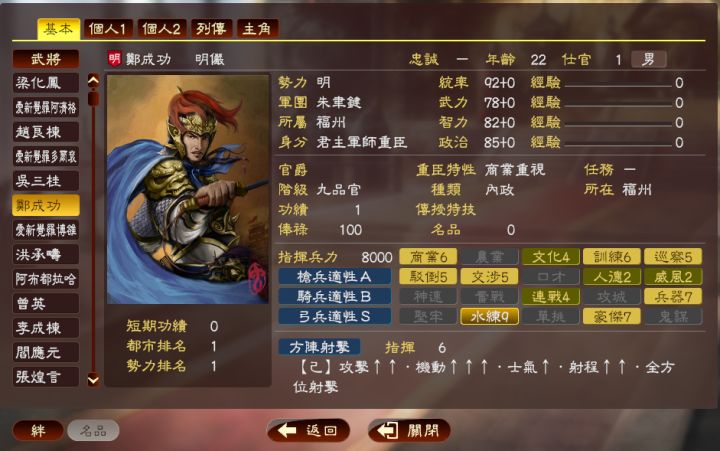 基本 個人1 個人2 列傳 主角
武將
梁化鳳
愛新覺羅阿濟格
趙良棟
愛新覺羅多爾袞
吳三桂
鄭成功
愛新覺羅博雒
洪承疇
阿布都拉哈
曾英
李成棟
閻應元
張煌言
明 鄭成功 明儼 忠誠 － 年齡 22 仕官 1 男
勢力 明 統率 92+0 經驗 0
軍團 朱聿鍵 武力 78+0 經驗 0
所屬 福州 智力 82+0 經驗 0
身分 君主軍師重臣 政治 85+0 經驗 0
官爵 重臣特性 商業重視 任務 －
階級 九品官 種類 內政 所在 福州
功績 1 傳授特技
俸祿 100 名品 0
指揮兵力 8000 商業6 農業 文化4 訓練6 巡察5
槍兵適性 A 駁倒5 交涉5 口才 人德2 威風2
騎兵適性 B 神速 奮戰 連戰4 攻城 兵器7
弓兵適性 S 堅牢 水練9 單挑 豪傑7 鬼謀
短期功績 0
都市排名 1
勢力排名 1
方陣射擊 指揮 6
【己】攻擊↑↑·機動↑↑↑·士氣↑·射程↑↑·全方
位射擊
絆 名品 返回 關閉